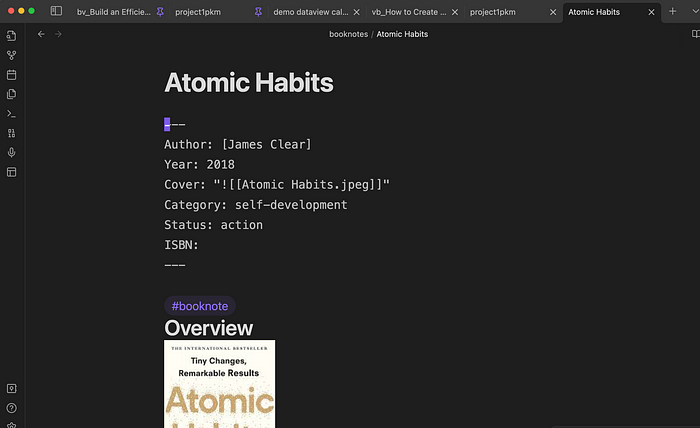 bv_Build an Efficie...
project1pkm
demo dataview cal...
vb_How to Create ...
project1pkm
Atomic Habits
booknotes / Atomic Habits
Atomic Habits
---
Author: [James Clear]
Year: 2018
Cover: "![[Atomic Habits.jpeg]]"
Category: self-development
Status: action
ISBN:
---
#booknote
Overview
THE INTERNATIONAL BESTSELLER
Tiny Changes,
Remarkable Results
Atomic